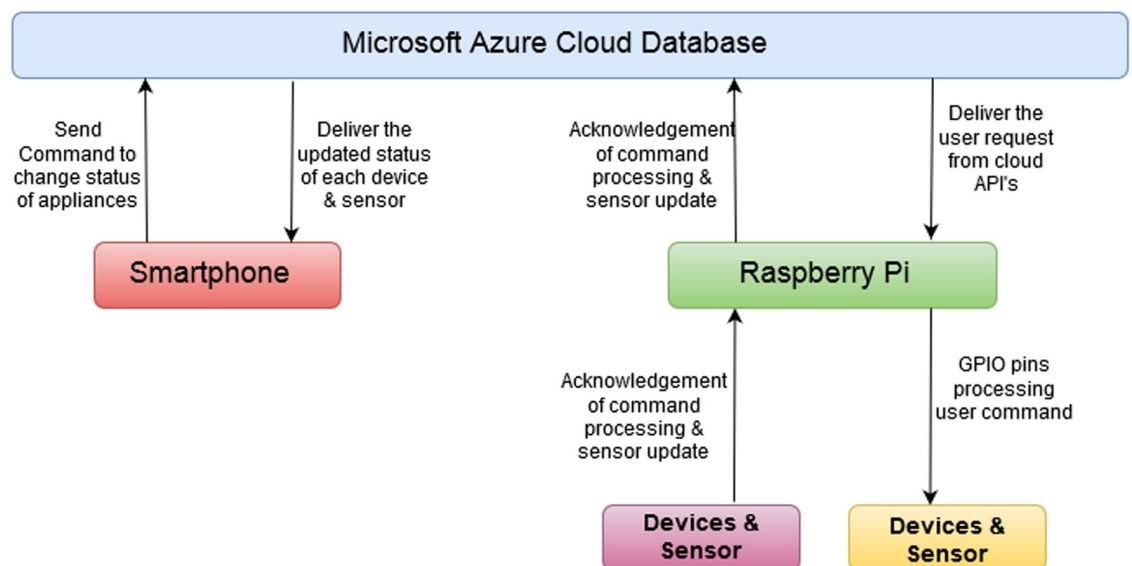 Microsoft Azure Cloud Database
Send
Command to
change status
of appliances
Deliver the
updated status
of each device
& sensor
Acknowledgement
of command
processing &
sensor update
Deliver the
user request
from cloud
API's
Smartphone
Raspberry Pi
Acknowledgement
of command
processing &
sensor update
GPIO pins
processing
user command
Devices &
Sensor
Devices &
Sensor